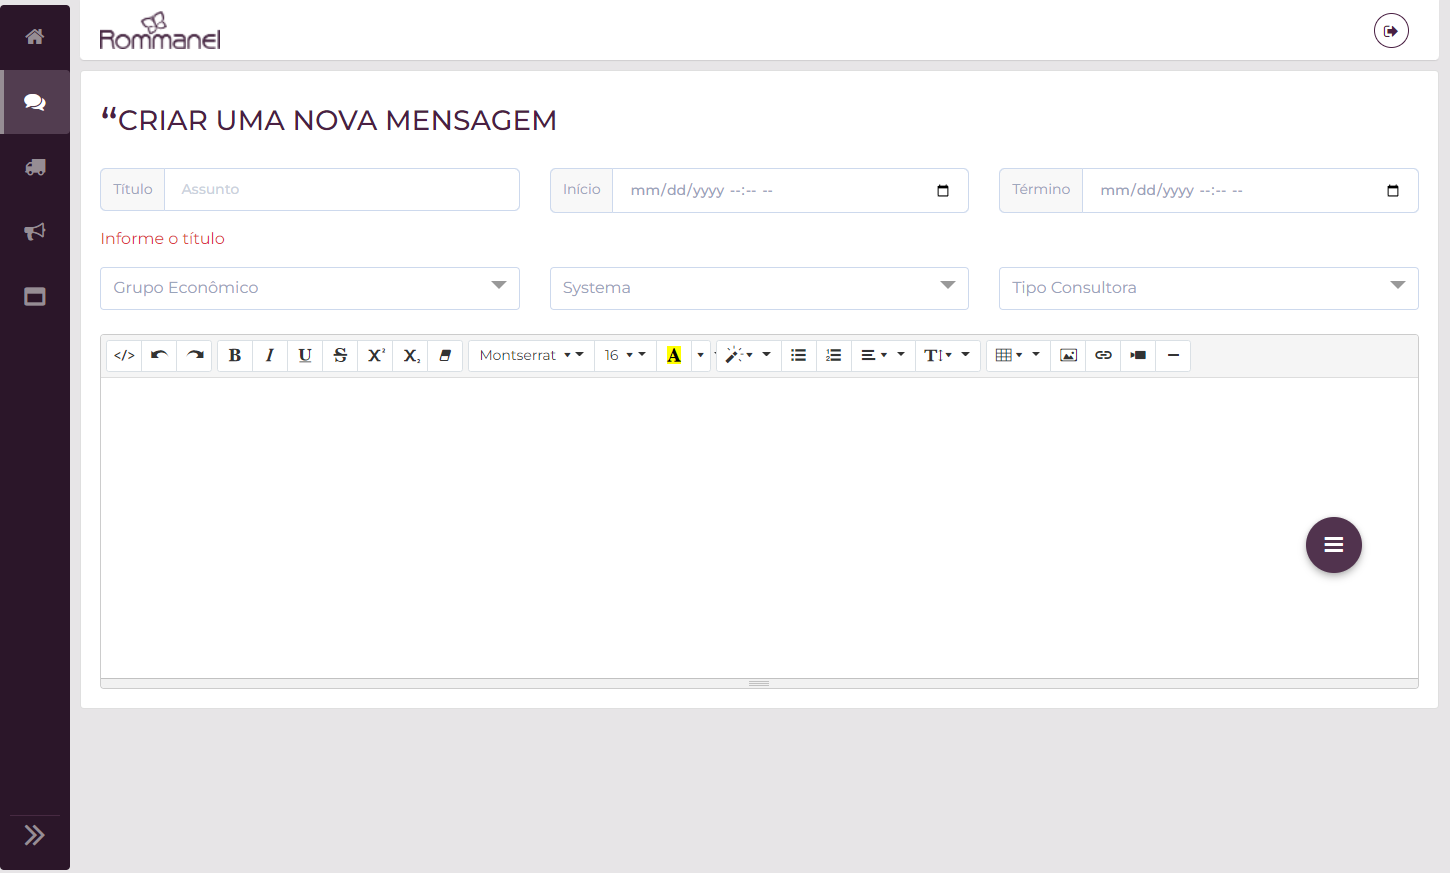 Rommanel
“CRIAR UMA NOVA MENSAGEM
Título Assunto Início mm/dd/yyyy --:-- -- Término mm/dd/yyyy --:-- --
Informe o título
Grupo Econômico Systema Tipo Consultora
</> B I U S X² X₂ Montserrat 16 A T